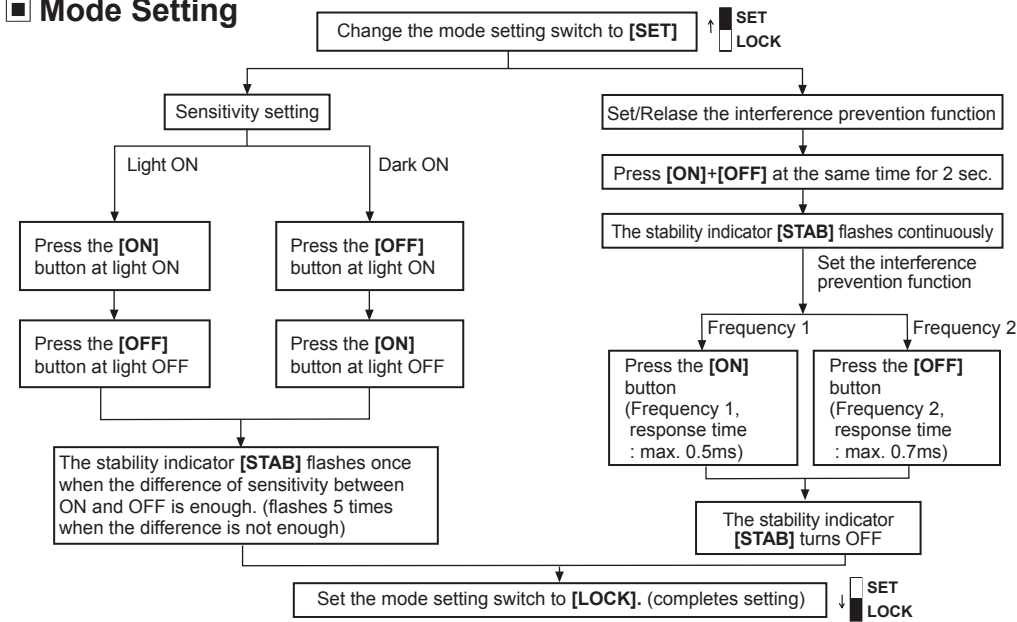 Mode Setting
Change the mode setting switch to [SET]
SET
LOCK
Sensitivity setting
Light ON
Dark ON
Press the [ON]
button at light ON
Press the [OFF]
button at light ON
Press the [OFF]
button at light OFF
Press the [ON]
button at light OFF
The stability indicator [STAB] flashes once
when the difference of sensitivity between
ON and OFF is enough. (flashes 5 times
when the difference is not enough)
Set/Relase the interference prevention function
Press [ON]+[OFF] at the same time for 2 sec.
The stability indicator [STAB] flashes continuously
Set the interference
prevention function
Frequency 1
Frequency 2
Press the [ON]
button
(Frequency 1,
response time
: max. 0.5ms)
Press the [OFF]
button
(Frequency 2,
response time
: max. 0.7ms)
The stability indicator
[STAB] turns OFF
Set the mode setting switch to [LOCK]. (completes setting)
SET
LOCK